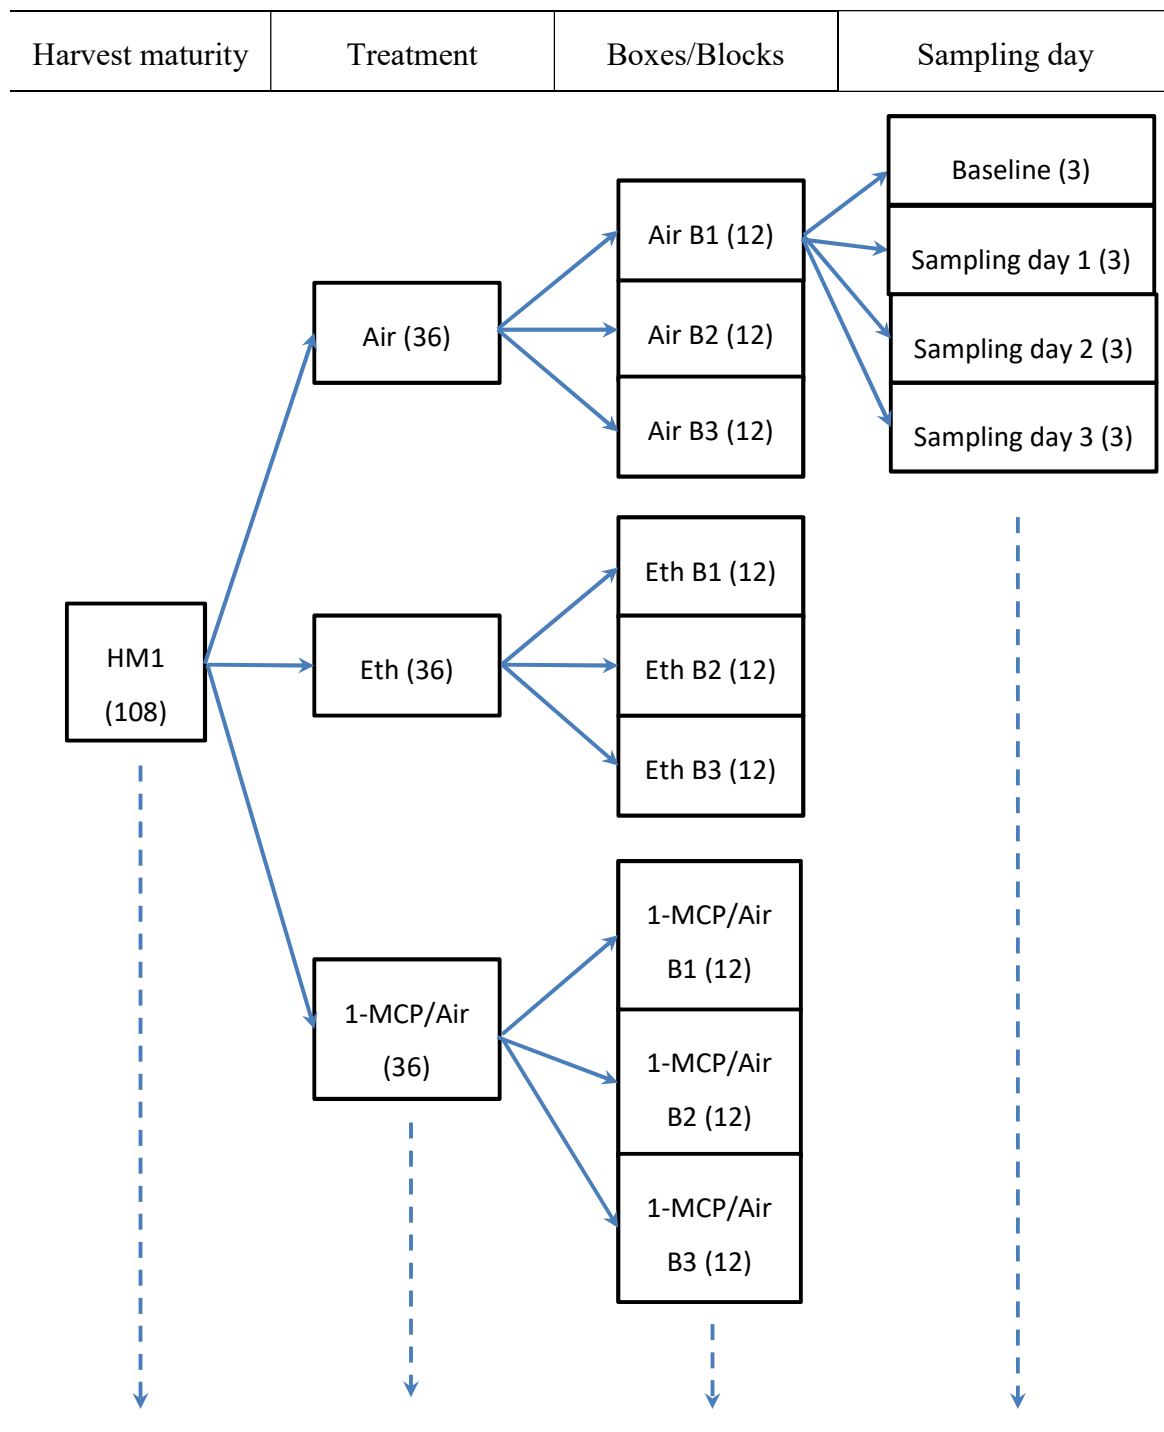 Harvest maturity
Treatment
Boxes/Blocks
Sampling day
HM1
(108)
Air (36)
Eth (36)
1-MCP/Air
(36)
Air B1 (12)
Air B2 (12)
Air B3 (12)
Eth B1 (12)
Eth B2 (12)
Eth B3 (12)
1-MCP/Air
B1 (12)
1-MCP/Air
B2 (12)
1-MCP/Air
B3 (12)
Baseline (3)
Sampling day 1 (3)
Sampling day 2 (3)
Sampling day 3 (3)